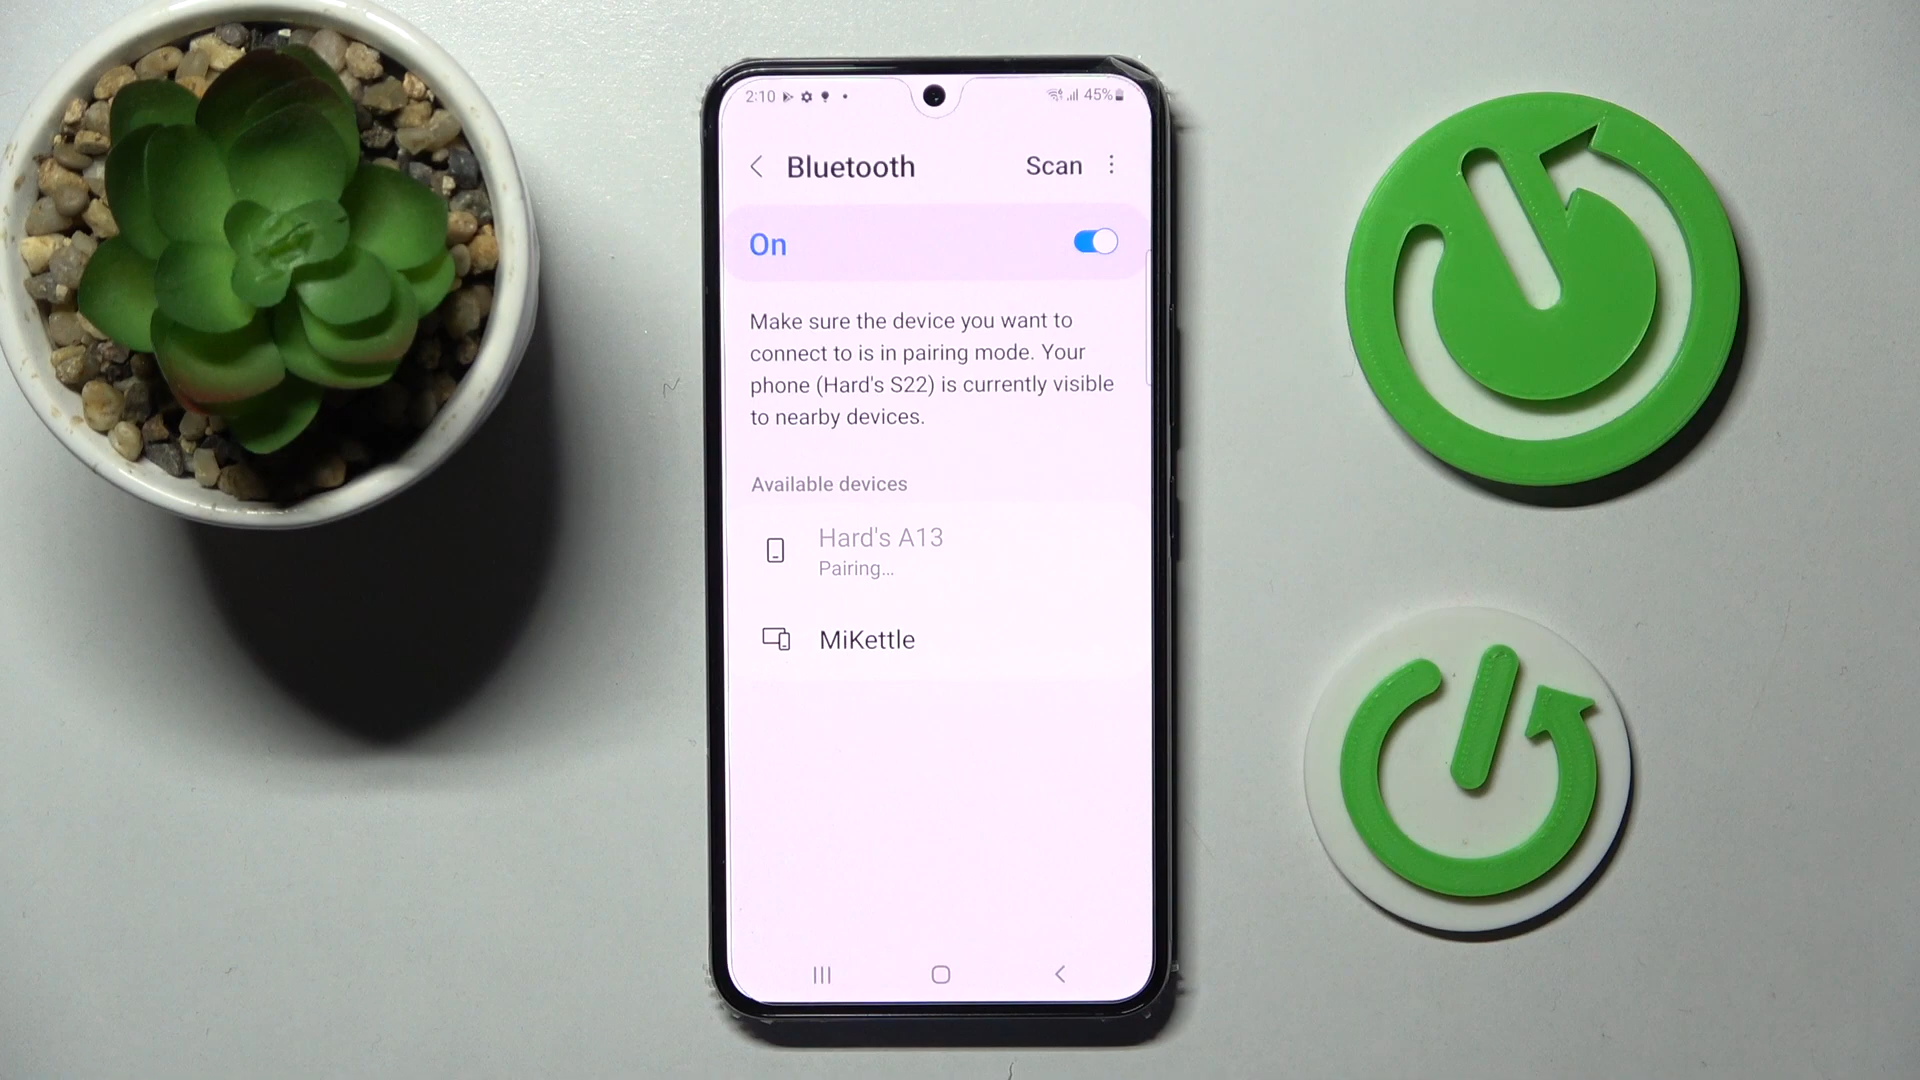 2:10
45%
Bluetooth
Scan
On
Make sure the device you want to
connect to is in pairing mode. Your
phone (Hard's S22) is currently visible
to nearby devices.
Available devices
Hard's A13
Pairing...
MiKettle